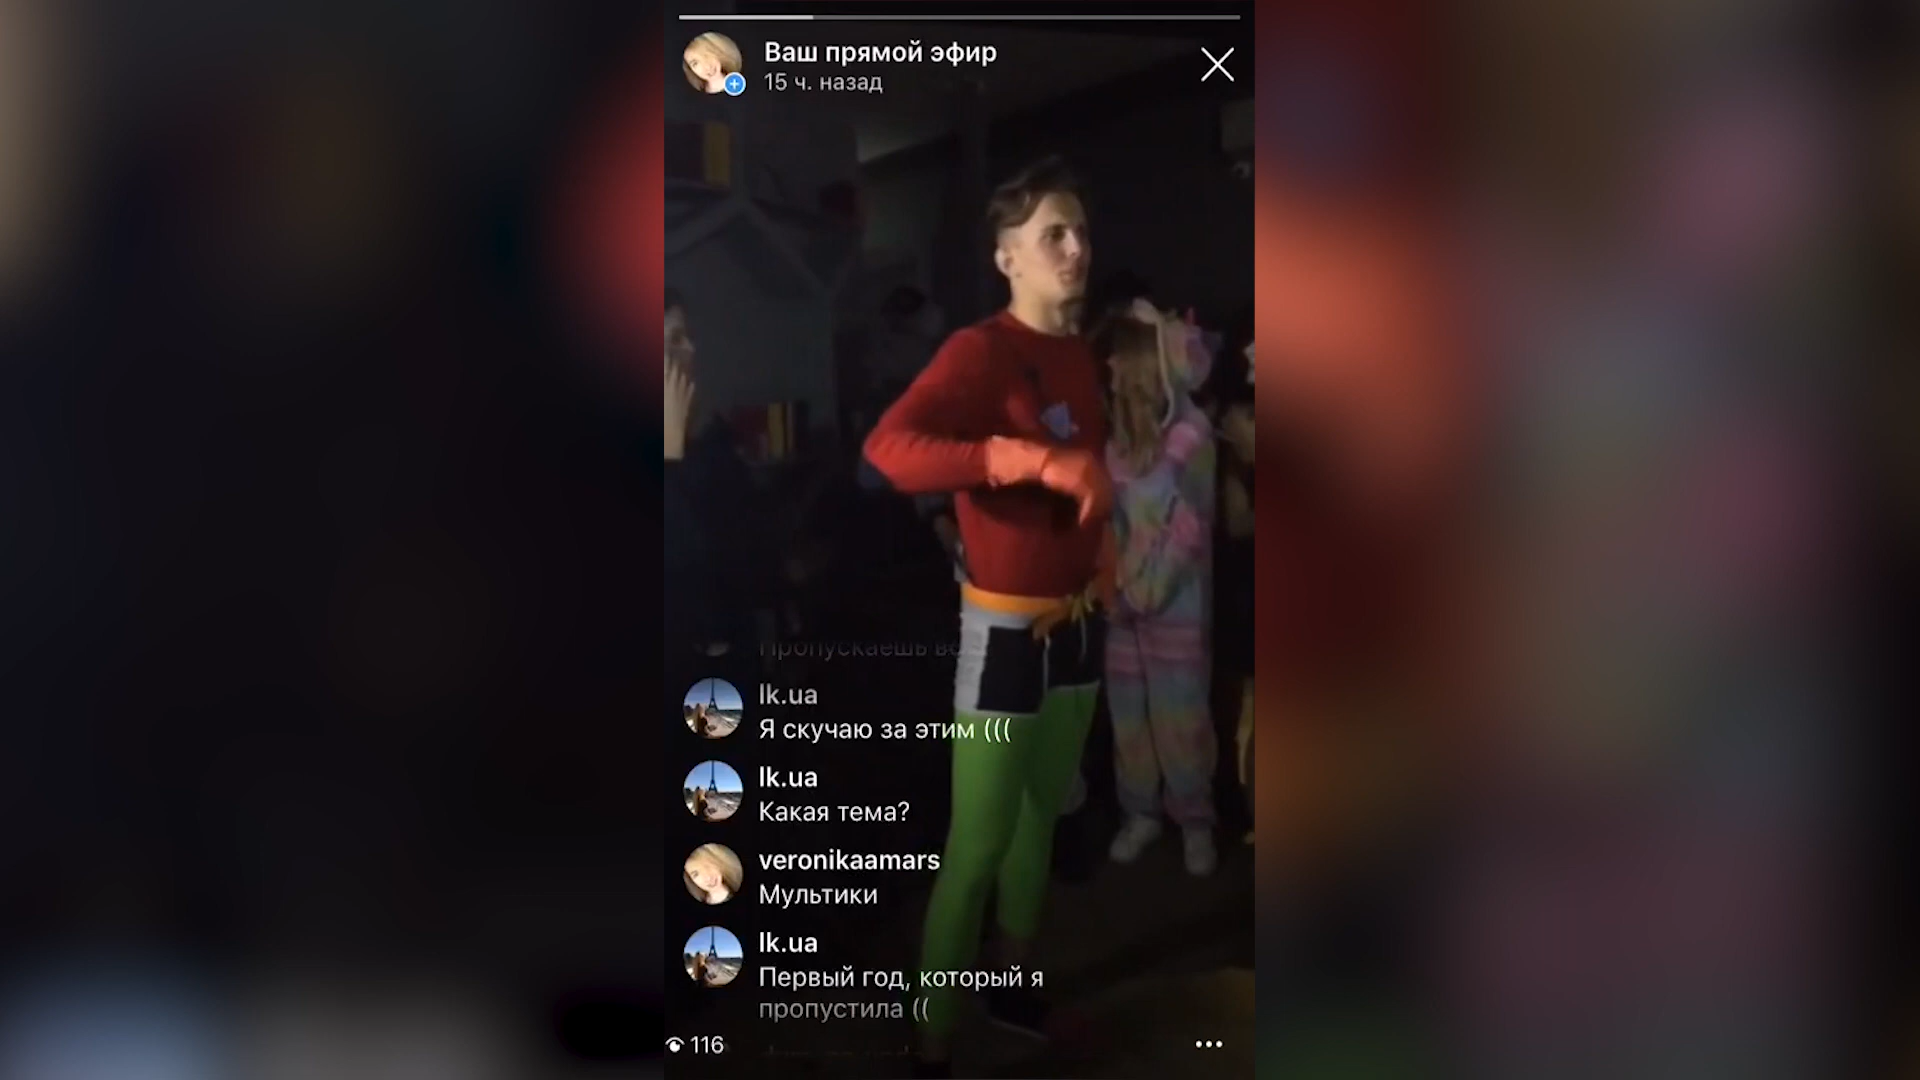 Ваш прямой эфир
15 ч. назад
Пропускаешь
lk.ua
Я скучаю за этим (((
lk.ua
Какая тема?
veronikaamars
Мультики
lk.ua
Первый год, который я
пропустила ((
116